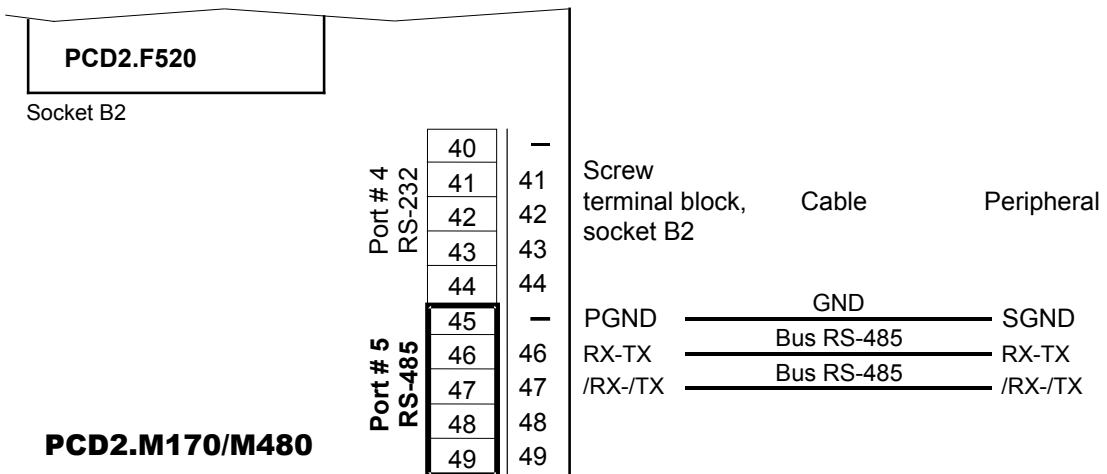 PCD2.F520
Socket B2
Port # 4
RS-232
40 –
41 41
42 42
43 43
44 44
Port # 5
RS-485
45 –
46 46
47 47
48 48
49 49
PCD2.M170/M480
Screw
terminal block,
socket B2
Cable
Peripheral
PGND GND SGND
RX-TX Bus RS-485 RX-TX
/RX-/TX Bus RS-485 /RX-/TX